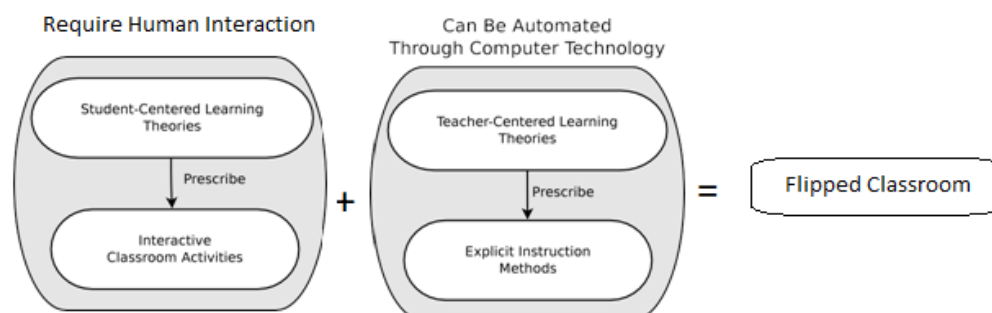 Require Human Interaction
Student-Centered Learning
Theories
Prescribe
Interactive
Classroom Activities
+
Can Be Automated
Through Computer Technology
Teacher-Centered Learning
Theories
Prescribe
Explicit Instruction
Methods
=
Flipped Classroom